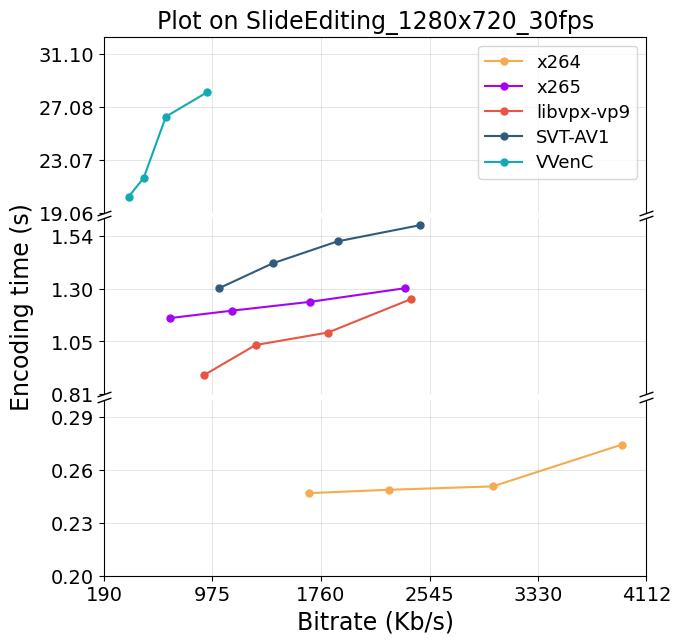 Plot on SlideEditing_1280x720_30fps
31.10
27.08
23.07
19.06
1.54
1.30
1.05
0.81
0.29
0.26
0.23
0.20
Encoding time (s)
x264
x265
libvpx-vp9
SVT-AV1
VVenC
190 975 1760 2545 3330 4112
Bitrate (Kb/s)